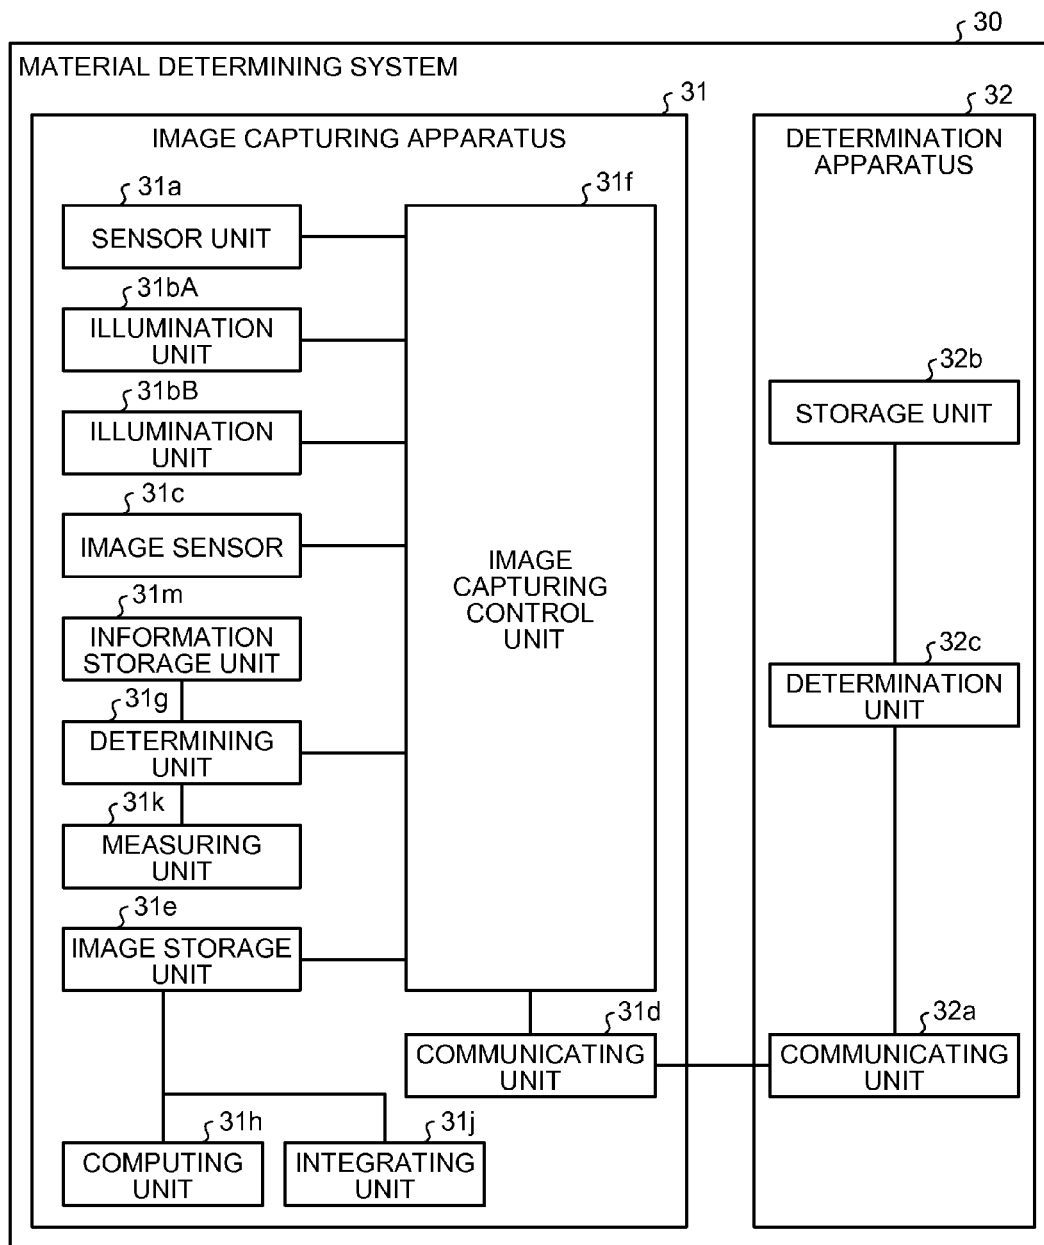 30
MATERIAL DETERMINING SYSTEM
31
IMAGE CAPTURING APPARATUS
31a
SENSOR UNIT
31bA
ILLUMINATION
UNIT
31bB
ILLUMINATION
UNIT
31c
IMAGE SENSOR
31m
INFORMATION
STORAGE UNIT
31g
DETERMINING
UNIT
31k
MEASURING
UNIT
31e
IMAGE STORAGE
UNIT
31h
COMPUTING
UNIT
31j
INTEGRATING
UNIT
31f
IMAGE
CAPTURING
CONTROL
UNIT
31d
COMMUNICATING
UNIT
32
DETERMINATION
APPARATUS
32b
STORAGE UNIT
32c
DETERMINATION
UNIT
32a
COMMUNICATING
UNIT